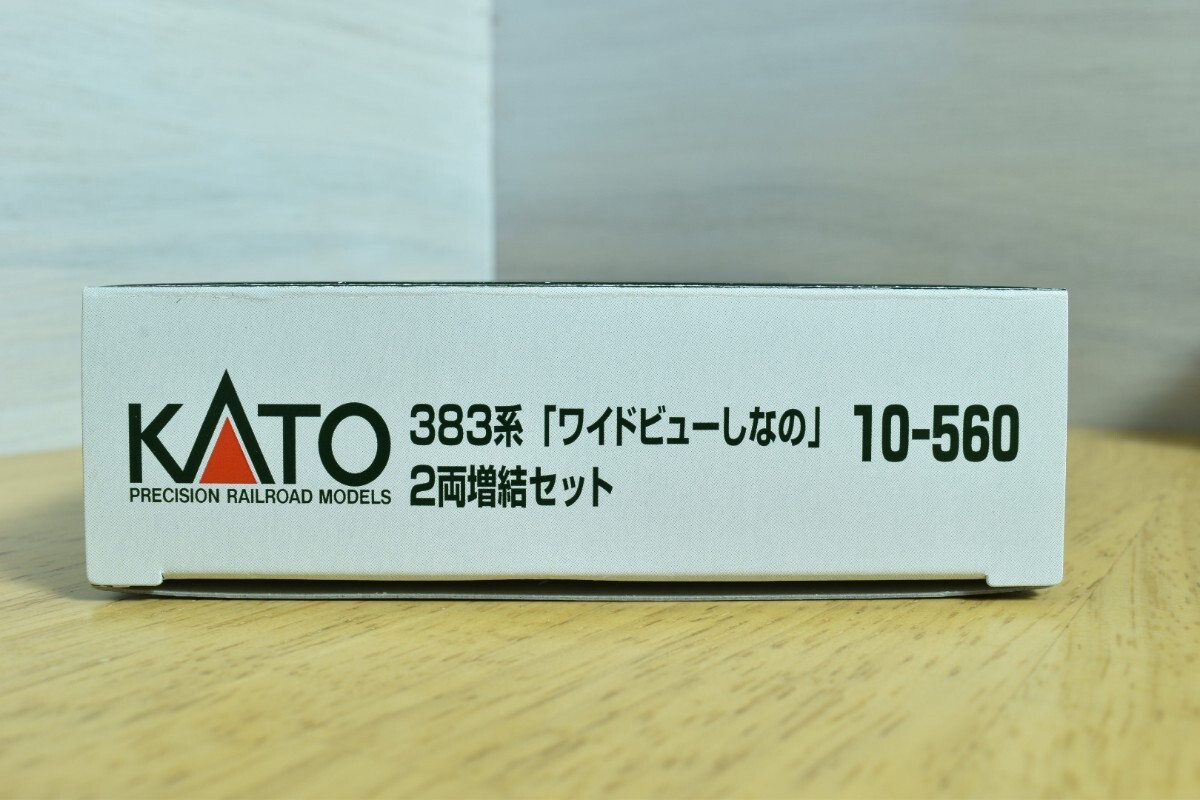 KATO
PRECISION RAILROAD MODELS
383系「ワイドビューしなの」 10-560
2両増結セット